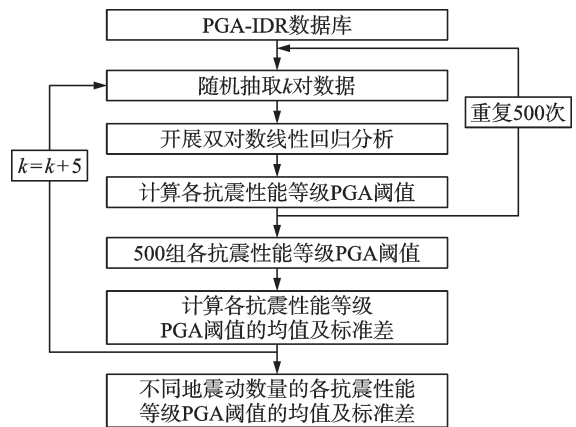 PGA-IDR数据库
随机抽取k对数据
重复500次
开展双对数线性回归分析
k=k+5
计算各抗震性能等级PGA阈值
500组各抗震性能等级PGA阈值
计算各抗震性能等级
PGA阈值的均值及标准差
不同地震动数量的各抗震性能
等级PGA阈值的均值及标准差